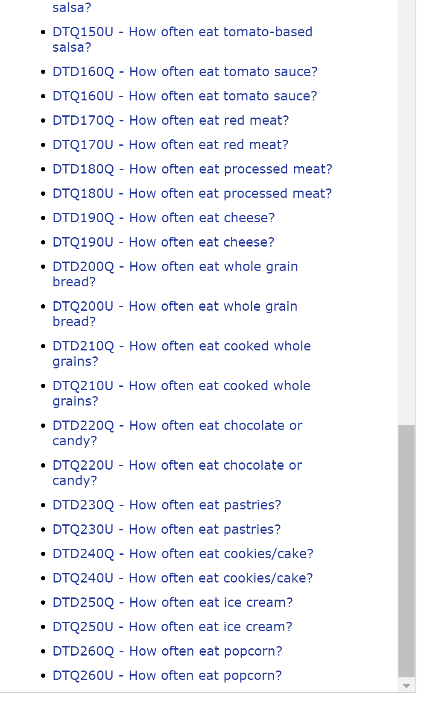 salsa?
DTQ150U - How often eat tomato-based
salsa?
DTD160Q - How often eat tomato sauce?
DTQ160U - How often eat tomato sauce?
DTD170Q - How often eat red meat?
DTQ170U - How often eat red meat?
DTD180Q - How often eat processed meat?
DTQ180U - How often eat processed meat?
DTD190Q - How often eat cheese?
DTQ190U - How often eat cheese?
DTD200Q - How often eat whole grain
bread?
DTQ200U - How often eat whole grain
bread?
DTD210Q - How often eat cooked whole
grains?
DTQ210U - How often eat cooked whole
grains?
DTD220Q - How often eat chocolate or
candy?
DTQ220U - How often eat chocolate or
candy?
DTD230Q - How often eat pastries?
DTQ230U - How often eat pastries?
DTD240Q - How often eat cookies/cake?
DTQ240U - How often eat cookies/cake?
DTD250Q - How often eat ice cream?
DTQ250U - How often eat ice cream?
DTD260Q - How often eat popcorn?
DTQ260U - How often eat popcorn?